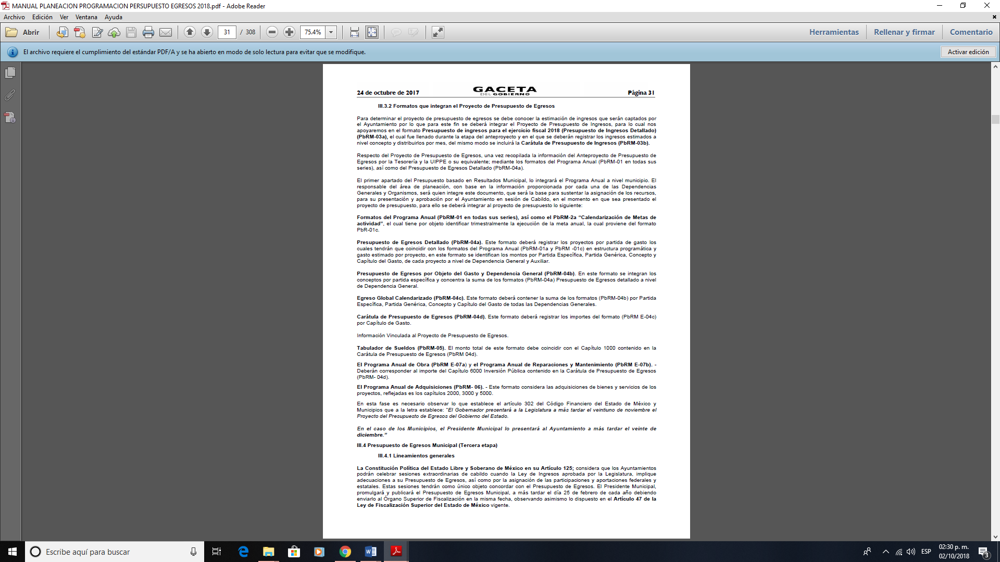 MANUAL PLANEACION PROGRAMACION PERSUPUESTO EGRESOS 2018.pdf - Adobe Reader
Archivo Edición Ver Ventana Ayuda
Abrir 31 / 308 75.4% Herramientas Rellenar y firmar Comentario
El archivo requiere el cumplimiento del estándar PDF/A y se ha abierto en modo de solo lectura para evitar que se modifique. Activar edición
24 de octubre de 2017 GACETA DEL GOBIERNO Página 31
III.3.2 Formatos que integran el Proyecto de Presupuesto de Egresos
Para determinar el proyecto de presupuesto de egresos se debe conocer la estimación de ingresos que serán captados por
el Ayuntamiento por lo que para este fin se deberá integrar el Proyecto de Presupuesto de Ingresos, para lo cual nos
apoyaremos en el formato Presupuesto de ingresos para el ejercicio fiscal 2018 (Presupuesto de Ingresos Detallado)
(PbRM-03a), el cual fue llenado durante la etapa del anteproyecto y en el que se deberán registrar los ingresos estimados a
nivel concepto y distribuirlos por mes, del mismo modo se incluirá la Carátula de Presupuesto de Ingresos (PbRM-03b).
Respecto del Proyecto de Presupuesto de Egresos, una vez recopilada la información del Anteproyecto de Presupuesto de
Egresos por la Tesorería y la UIPPE o su equivalente; mediante los formatos del Programa Anual (PbRM-01 en todas sus
series), así como del Presupuesto de Egresos Detallado (PbRM-04a).
El primer apartado del Presupuesto basado en Resultados Municipal, lo integrará el Programa Anual a nivel municipio. El
responsable del área de planeación, con base en la información proporcionada por cada una de las Dependencias
Generales y Organismos, será quien integre este documento, que será la base para sustentar la asignación de los recursos,
para su presentación y aprobación por el Ayuntamiento en sesión de Cabildo, en el momento en que sea presentado el
proyecto de presupuesto, para ello se deberá integrar al proyecto de presupuesto lo siguiente:
Formatos del Programa Anual (PbRM-01 en todas sus series), así como el PbRM-2a “Calendarización de Metas de
actividad”, el cual tiene por objeto identificar trimestralmente la ejecución de la meta anual, la cual proviene del formato
PbR-01c.
Presupuesto de Egresos Detallado (PbRM-04a). Este formato deberá registrar los proyectos por partida de gasto los
cuales tendrán que coincidir con los formatos del Programa Anual (PbRM-01a y PbRM -01c) en estructura programática y
gasto estimado por proyecto, en este formato se identifican los montos por Partida Específica, Partida Genérica, Concepto y
Capítulo del Gasto, de cada proyecto a nivel de Dependencia General y Auxiliar.
Presupuesto de Egresos por Objeto del Gasto y Dependencia General (PbRM-04b). En este formato se integran los
conceptos por partida específica y concentra la suma de los formatos (PbRM-04a) Presupuesto de Egresos detallado a nivel
de Dependencia General.
Egreso Global Calendarizado (PbRM-04c). Este formato deberá contener la suma de los formatos (PbRM-04b) por Partida
Específica, Partida Genérica, Concepto y Capítulo del Gasto de todas las Dependencias Generales.
Carátula de Presupuesto de Egresos (PbRM-04d). Este formato deberá registrar los importes del formato (PbRM E-04c)
por Capítulo de Gasto.
Información Vinculada al Proyecto de Presupuesto de Egresos.
Tabulador de Sueldos (PbRM-05). El monto total de este formato debe coincidir con el Capítulo 1000 contenido en la
Carátula de Presupuesto de Egresos (PbRM 04d).
El Programa Anual de Obra (PbRM E-07a) y el Programa Anual de Reparaciones y Mantenimiento (PbRM E-07b). -
Deberán corresponder al importe del Capítulo 6000 Inversión Pública contenido en la Carátula de Presupuesto de Egresos
(PbRM- 04d).
El Programa Anual de Adquisiciones (PbRM- 06). - Este formato considera las adquisiciones de bienes y servicios de los
proyectos, reflejadas es los capítulos 2000, 3000 y 5000.
En esta fase es necesario observar lo que establece el artículo 302 del Código Financiero del Estado de México y
Municipios que a la letra establece: “El Gobernador presentará a la Legislatura a más tardar el veintiuno de noviembre el
Proyecto del Presupuesto de Egresos del Gobierno del Estado.
En el caso de los Municipios, el Presidente Municipal lo presentará al Ayuntamiento a más tardar el veinte de
diciembre.”
III.4 Presupuesto de Egresos Municipal (Tercera etapa)
III.4.1 Lineamientos generales
La Constitución Política del Estado Libre y Soberano de México en su Artículo 125; considera que los Ayuntamientos
podrán celebrar sesiones extraordinarias de cabildo cuando la Ley de Ingresos aprobada por la Legislatura, implique
adecuaciones a su Presupuesto de Egresos, así como por la asignación de las participaciones y aportaciones federales y
estatales. Estas sesiones tendrán como único objeto concordar con el Presupuesto de Egresos. El Presidente Municipal,
promulgará y publicará el Presupuesto de Egresos Municipal, a más tardar el día 25 de febrero de cada año debiendo
enviarlo al Órgano Superior de Fiscalización en la misma fecha, observando asimismo lo dispuesto en el Artículo 47 de la
Ley de Fiscalización Superior del Estado de México vigente.
Escribe aquí para buscar ESP 02:30 p. m. 3
02/10/2018